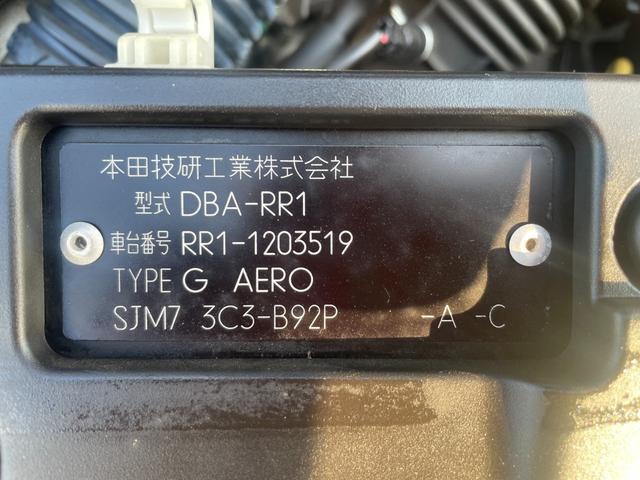 本田技研工業株式会社
型式 DBA-RR1
車台番号 RR1-1203519
TYPE G AERO
SJM7 3C3-B92P -A -C